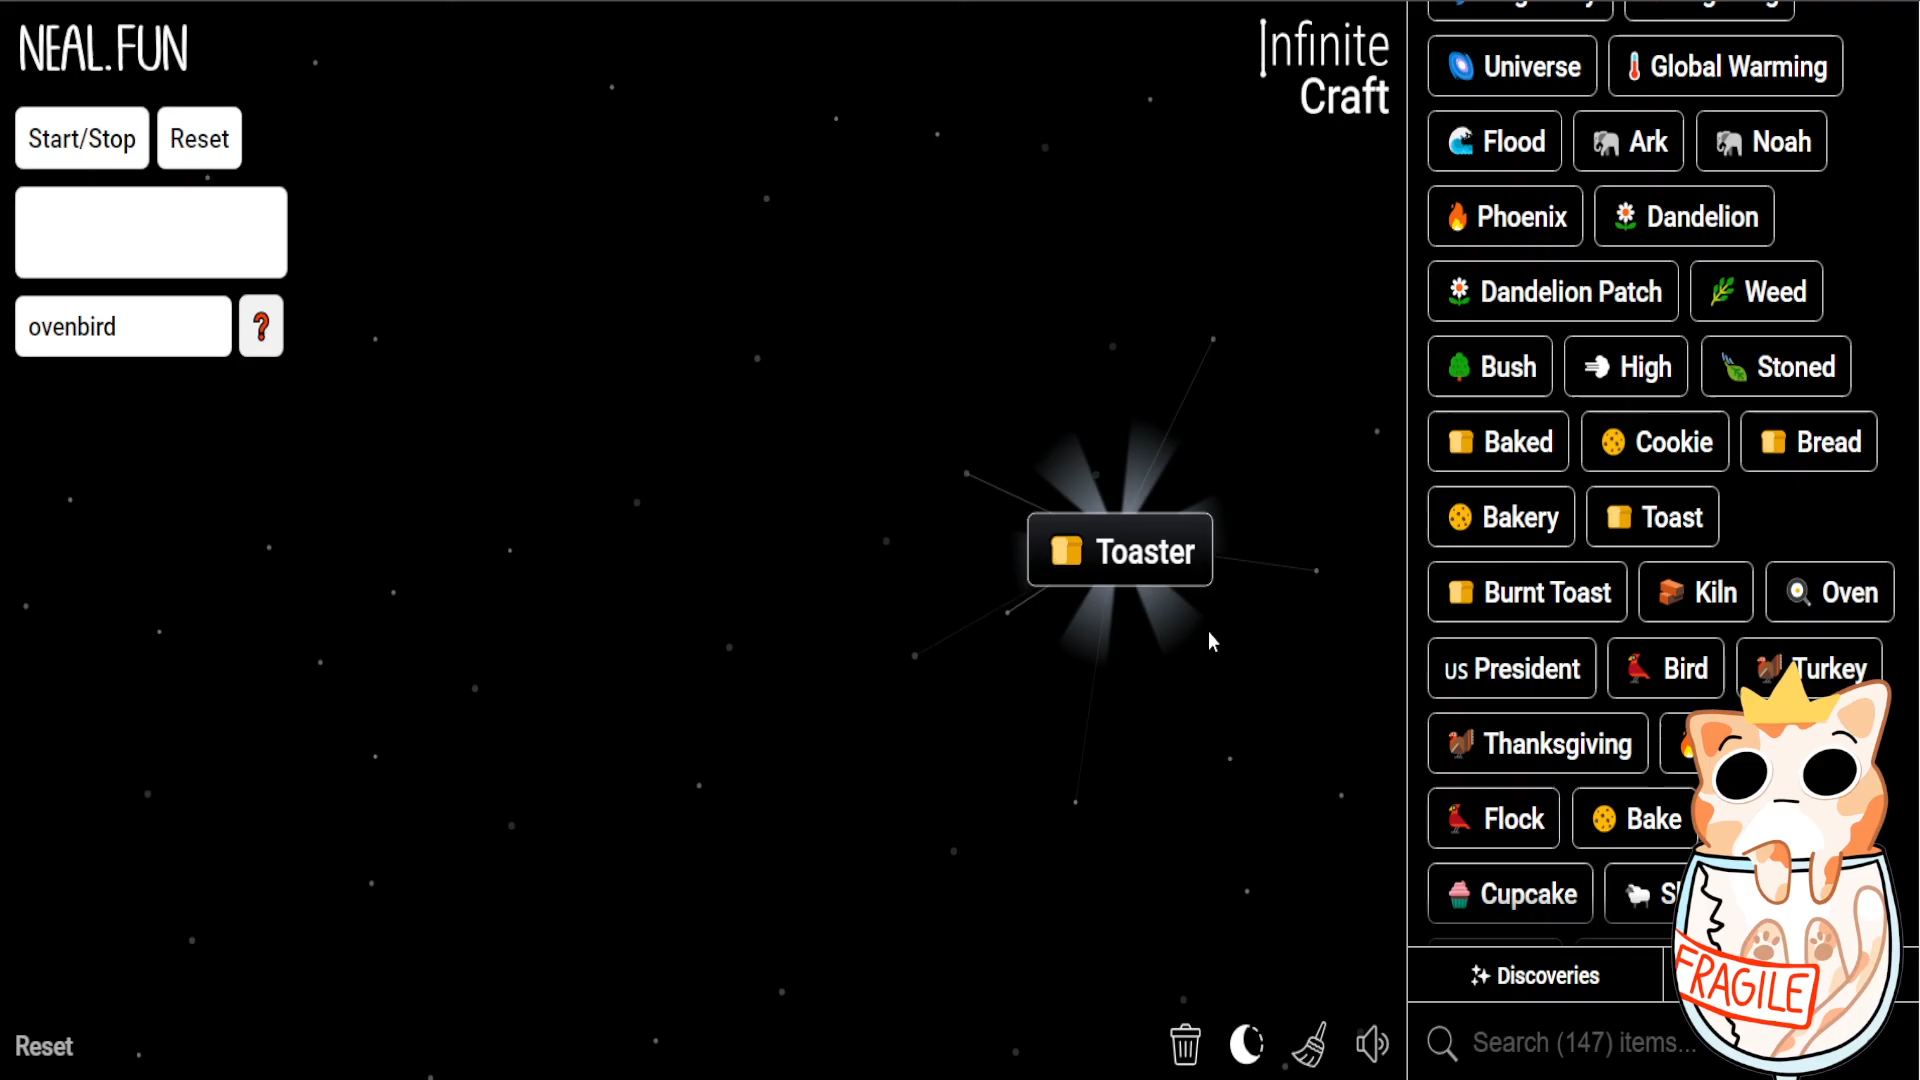 NEAL.FUN
Infinite
Craft
Start/Stop Reset
ovenbird ❓
Toaster
Universe Global Warming
Flood Ark Noah
Phoenix Dandelion
Dandelion Patch Weed
Bush High Stoned
Baked Cookie Bread
Bakery Toast
Burnt Toast Kiln Oven
US President Bird Turkey
Thanksgiving
Flock Bake
Cupcake
Discoveries
FRAGILE
Search (147) items...
Reset